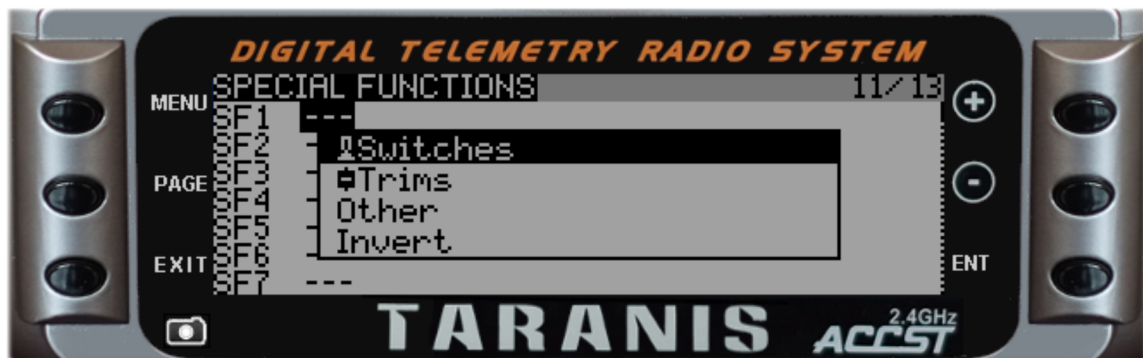 DIGITAL TELEMETRY RADIO SYSTEM
MENU
PAGE
EXIT
SPECIAL FUNCTIONS 11/13
SF1 ---
SF2
SF3
SF4
SF5
SF6
SF7 ---
Switches
Trims
Other
Invert
+
-
ENT
TARANIS
2.4GHz
ACCST